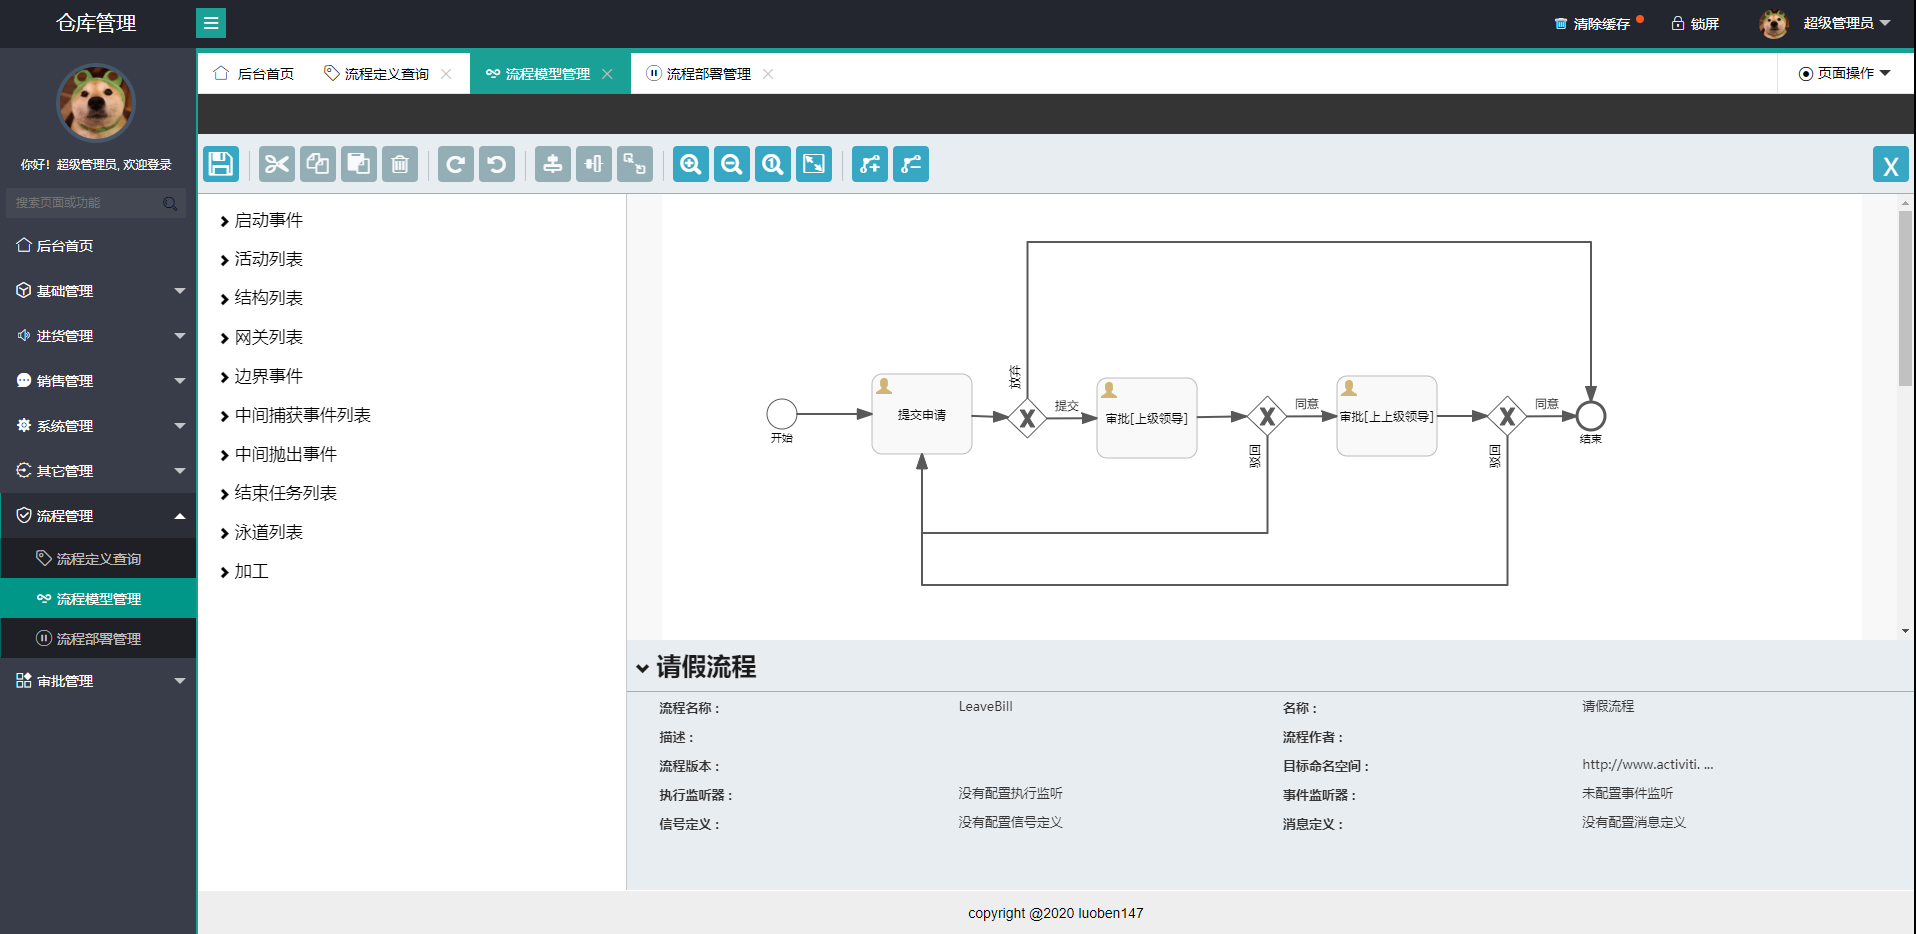 仓库管理
清除缓存
锁屏
超级管理员
后台首页
流程定义查询
流程模型管理
流程部署管理
页面操作
你好！超级管理员, 欢迎登录
搜索页面或功能
后台首页
基础管理
进货管理
销售管理
系统管理
其它管理
流程管理
流程定义查询
流程模型管理
流程部署管理
审批管理
X
启动事件
活动列表
结构列表
网关列表
边界事件
中间捕获事件列表
中间抛出事件
结束任务列表
泳道列表
加工
开始
提交申请
放弃
提交
审批[上级领导]
同意
驳回
审批[上上级领导]
同意
驳回
结束
请假流程
流程名称 :
LeaveBill
名称 :
请假流程
描述 :
流程作者 :
流程版本 :
目标命名空间 :
http://www.activiti. ...
执行监听器 :
没有配置执行监听
事件监听器 :
未配置事件监听
信号定义 :
没有配置信号定义
消息定义 :
没有配置消息定义
copyright @2020 luoben147